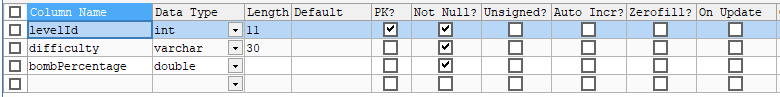 Column Name Data Type Length Default PK? Not Null? Unsigned? Auto Incr? Zerofill? On Update
levelId int 11
difficulty varchar 30
bombPercentage double